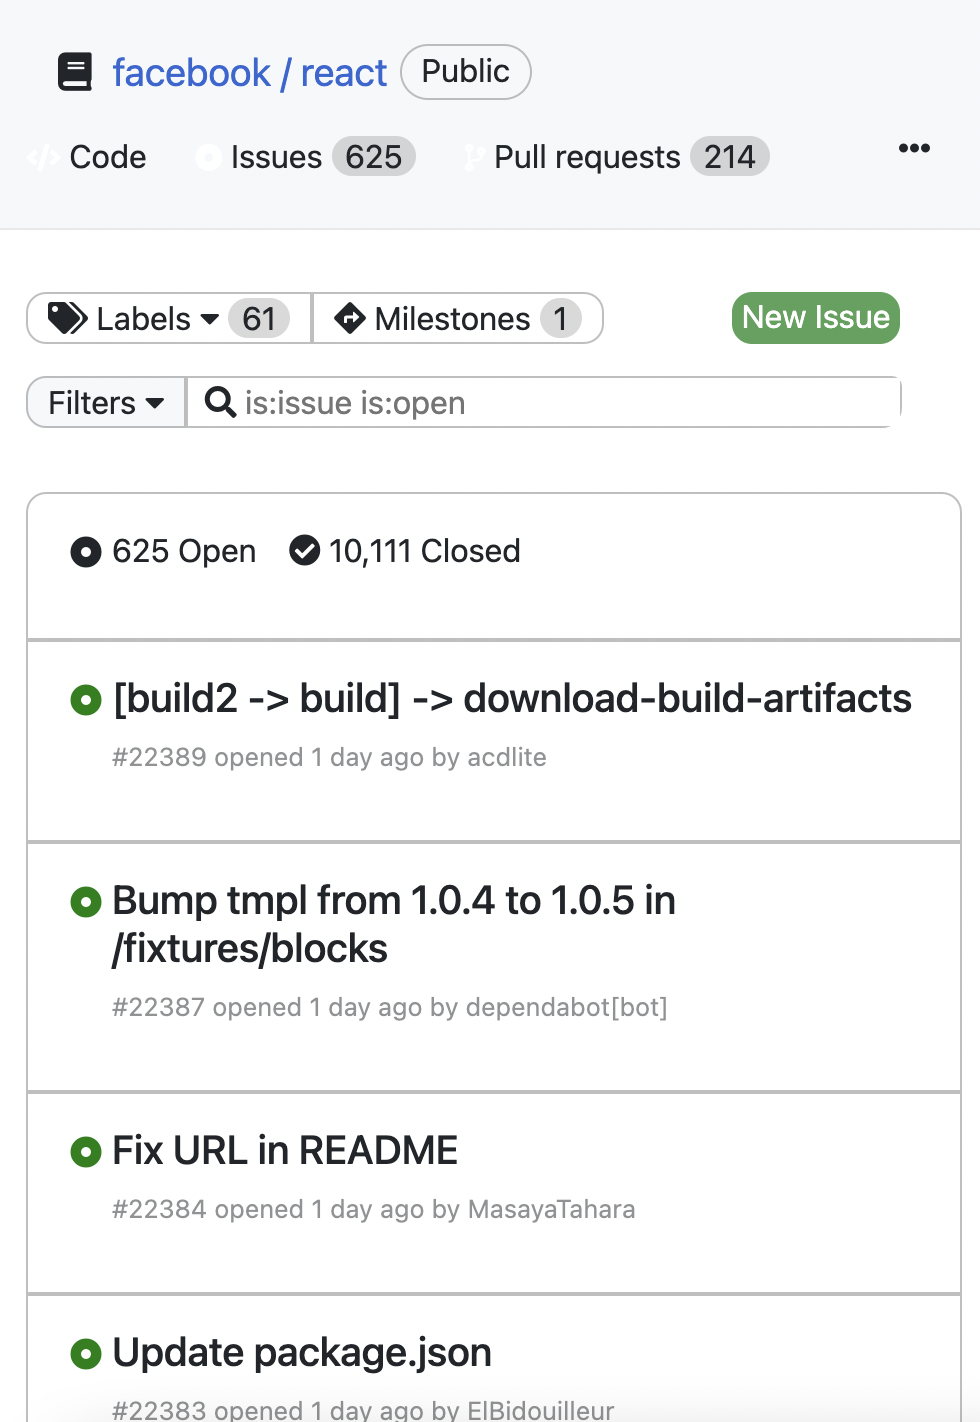 facebook / react Public
Code Issues 625 Pull requests 214
Labels 61 Milestones 1 New Issue
Filters is:issue is:open
625 Open 10,111 Closed
[build2 -> build] -> download-build-artifacts
#22389 opened 1 day ago by acdlite
Bump tmpl from 1.0.4 to 1.0.5 in
/fixtures/blocks
#22387 opened 1 day ago by dependabot[bot]
Fix URL in README
#22384 opened 1 day ago by MasayaTahara
Update package.json
#22383 opened 1 day ago by ElBidouilleur